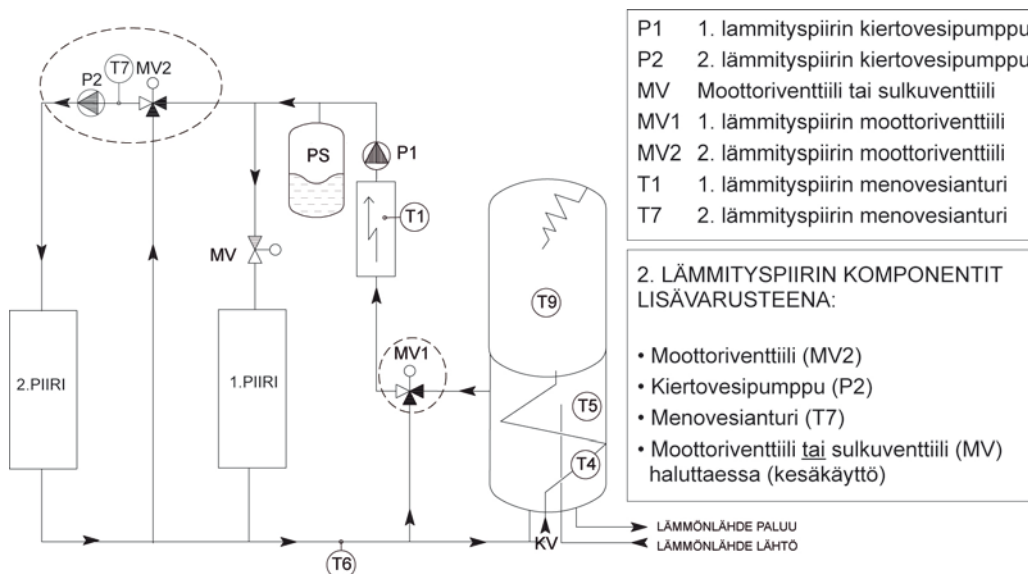 P2
T7
MV2
PS
P1
T1
MV
T9
MV1
2.PIIRI
1.PIIRI
T5
T4
KV
T6
LÄMMÖNLÄHDE PALUU
LÄMMÖNLÄHDE LÄHTÖ
P1 1. lammityspiirin kiertovesipumppu
P2 2. lämmityspiirin kiertovesipumppu
MV Moottoriventtiili tai sulkuventtiili
MV1 1. lämmityspiirin moottoriventtiili
MV2 2. lämmityspiirin moottoriventtiili
T1 1. lämmityspiirin menovesianturi
T7 2. lämmityspiirin menovesianturi
2. LÄMMITYSPIIRIN KOMPONENTIT
LISÄVARUSTEENA:
• Moottoriventtiili (MV2)
• Kiertovesipumppu (P2)
• Menovesianturi (T7)
• Moottoriventtiili tai sulkuventtiili (MV)
haluttaessa (kesäkäyttö)